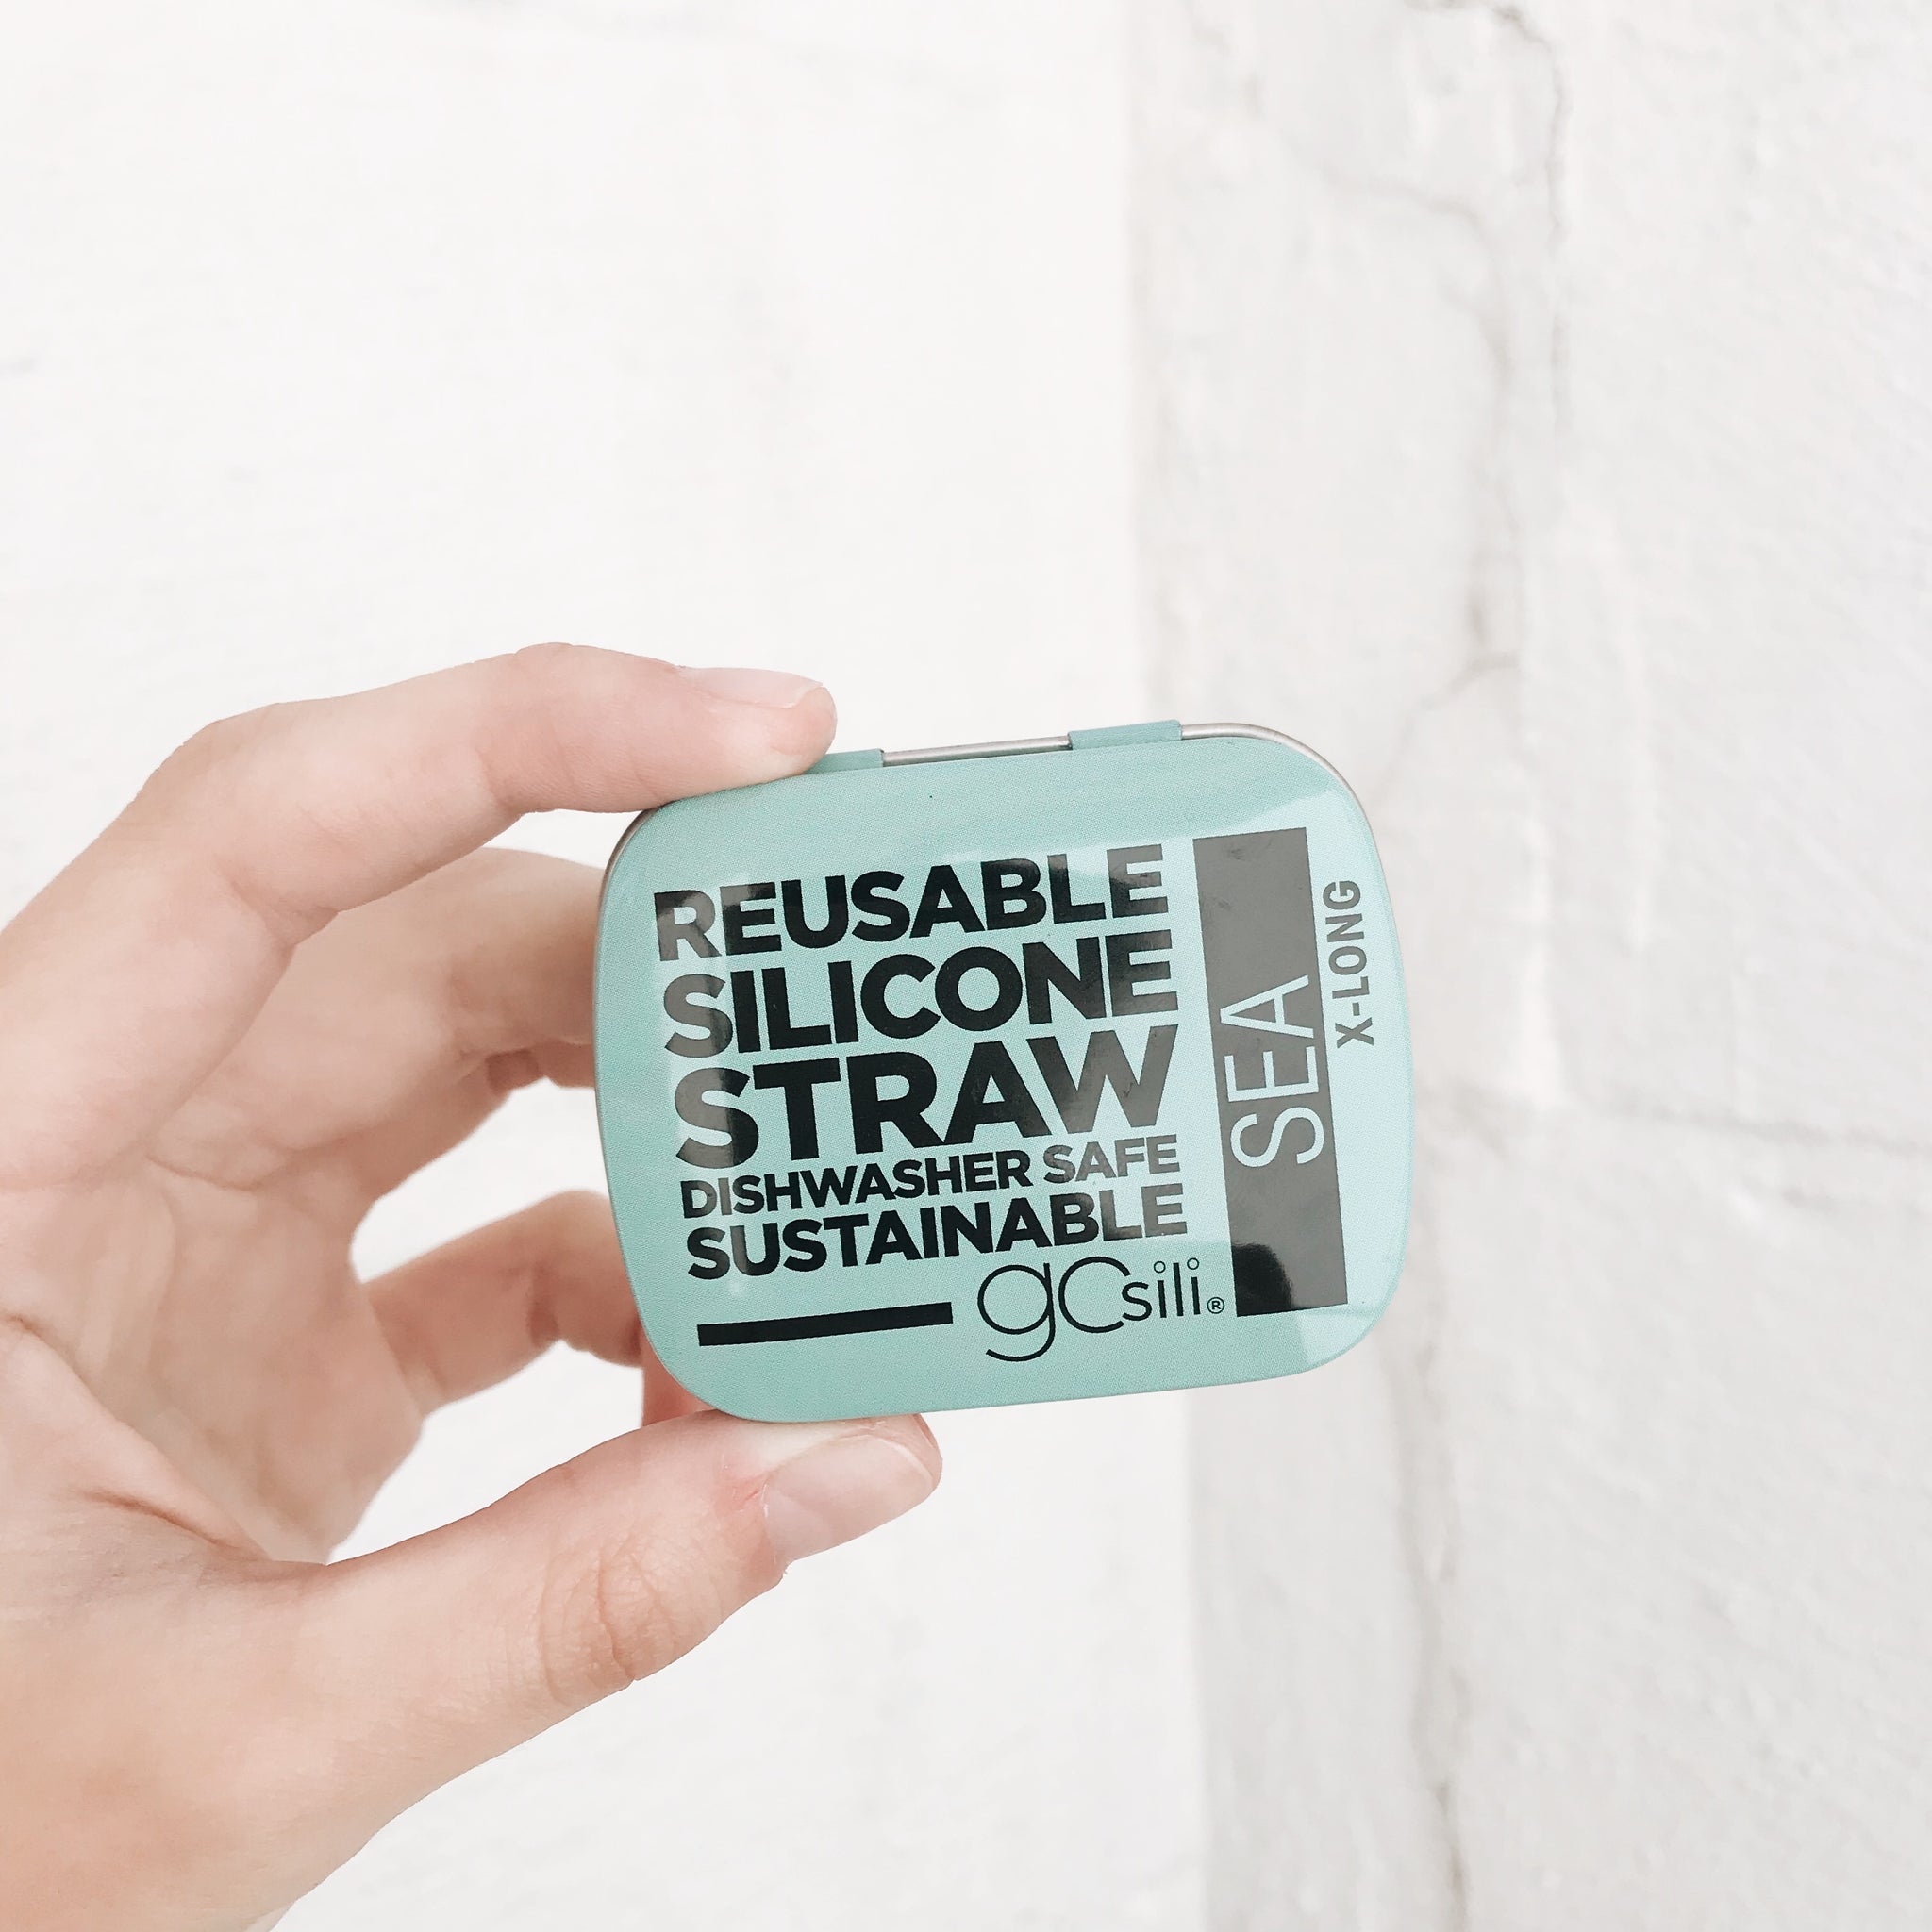 REUSABLE
SILICONE
STRAW
DISHWASHER SAFE
SUSTAINABLE
gosili®
SEA
X-LONG